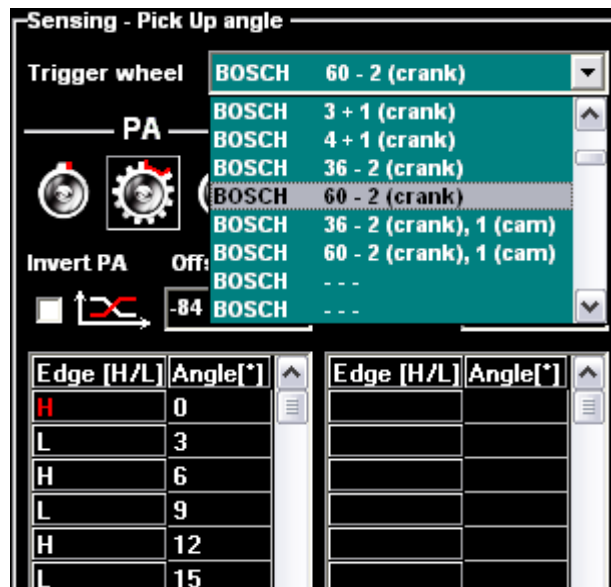 Sensing - Pick Up angle
Trigger wheel BOSCH 60 - 2 (crank)
BOSCH 3 + 1 (crank)
PA
BOSCH 4 + 1 (crank)
BOSCH 36 - 2 (crank)
BOSCH 60 - 2 (crank)
BOSCH 36 - 2 (crank), 1 (cam)
Invert PA BOSCH 60 - 2 (crank), 1 (cam)
BOSCH - - -
-84 BOSCH - - -
Edge [H/L] Angle[*] Edge [H/L] Angle[*]
H 0
L 3
H 6
L 9
H 12
L 15